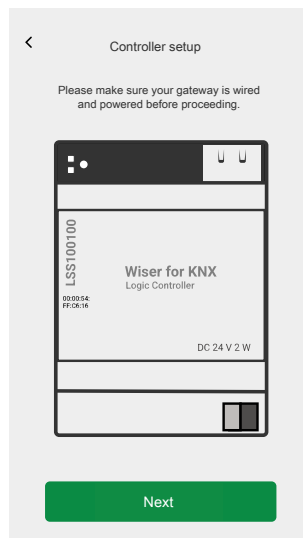 Controller setup
Please make sure your gateway is wired
and powered before proceeding.
LSS100100
00:00:54:
FF:C6:16
Wiser for KNX
Logic Controller
DC 24 V 2 W
Next